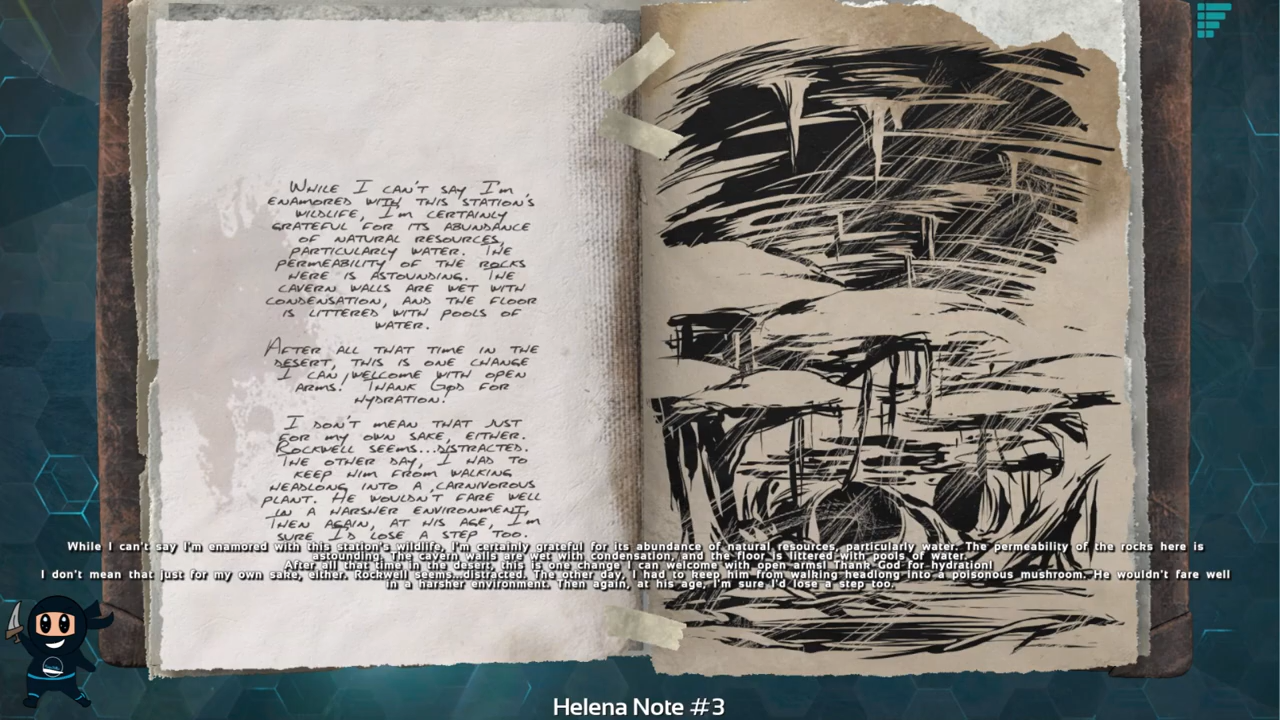 WHILE I CAN'T SAY I'M
ENAMORED WITH THIS STATION'S
WILDLIFE, I'M CERTAINLY
GRATEFUL FOR ITS ABUNDANCE
OF NATURAL RESOURCES,
PARTICULARLY WATER. THE
PERMEABILITY OF THE ROCKS
HERE IS ASTOUNDING. THE
CAVERN WALLS ARE WET WITH
CONDENSATION, AND THE FLOOR
IS LITTERED WITH POOLS OF
WATER.
AFTER ALL THAT TIME IN THE
DESERT, THIS IS ONE CHANGE
I CAN WELCOME WITH OPEN
ARMS! THANK GOD FOR
HYDRATION!
I DON'T MEAN THAT JUST
FOR MY OWN SAKE, EITHER.
ROCKWELL SEEMS...DISTRACTED.
THE OTHER DAY, I HAD TO
KEEP HIM FROM WALKING
HEADLONG INTO A CARNIVOROUS
PLANT. HE WOULDN'T FARE WELL
IN A HARSHER ENVIRONMENT,
THEN AGAIN, AT HIS AGE, I'M
SURE I'D LOSE A STEP TOO.
While I can't say I'm enamored with this station's wildlife, I'm certainly grateful for its abundance of natural resources, particularly water. The permeability of the rocks here is
astounding. The cavern walls are wet with condensation, and the floor is littered with pools of water.
After all that time in the desert, this is one change I can welcome with open arms! Thank God for hydration!
I don't mean that just for my own sake, either. Rockwell seems...distracted. The other day, I had to keep him from walking headlong into a poisonous mushroom. He wouldn't fare well
in a harsher environment. Then again, at his age, I'm sure I'd lose a step too.
Helena Note #3